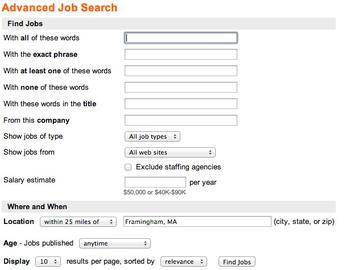 Advanced Job Search
Find Jobs
With all of these words
With the exact phrase
With at least one of these words
With none of these words
With these words in the title
From this company
Show jobs of type All job types
Show jobs from All web sites
Exclude staffing agencies
Salary estimate per year
$50,000 or $40K-$90K
Where and When
Location within 25 miles of Framingham, MA (city, state, or zip)
Age - Jobs published anytime
Display 10 results per page, sorted by relevance Find Jobs